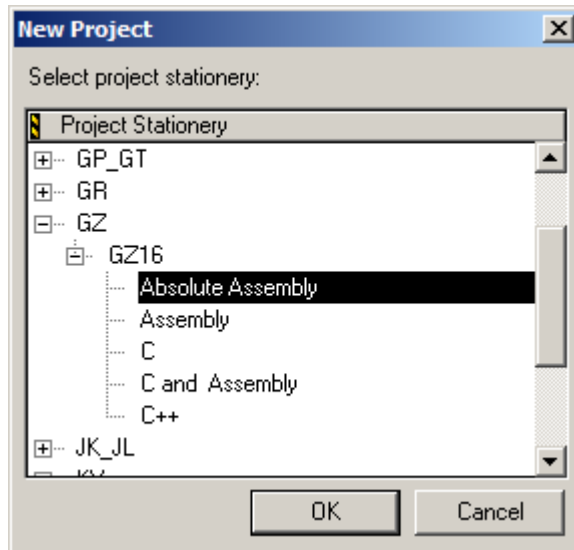 New Project
Select project stationery:
Project Stationery
GP_GT
GR
GZ
GZ16
Absolute Assembly
Assembly
C
C and Assembly
C++
JK_JL
OK Cancel